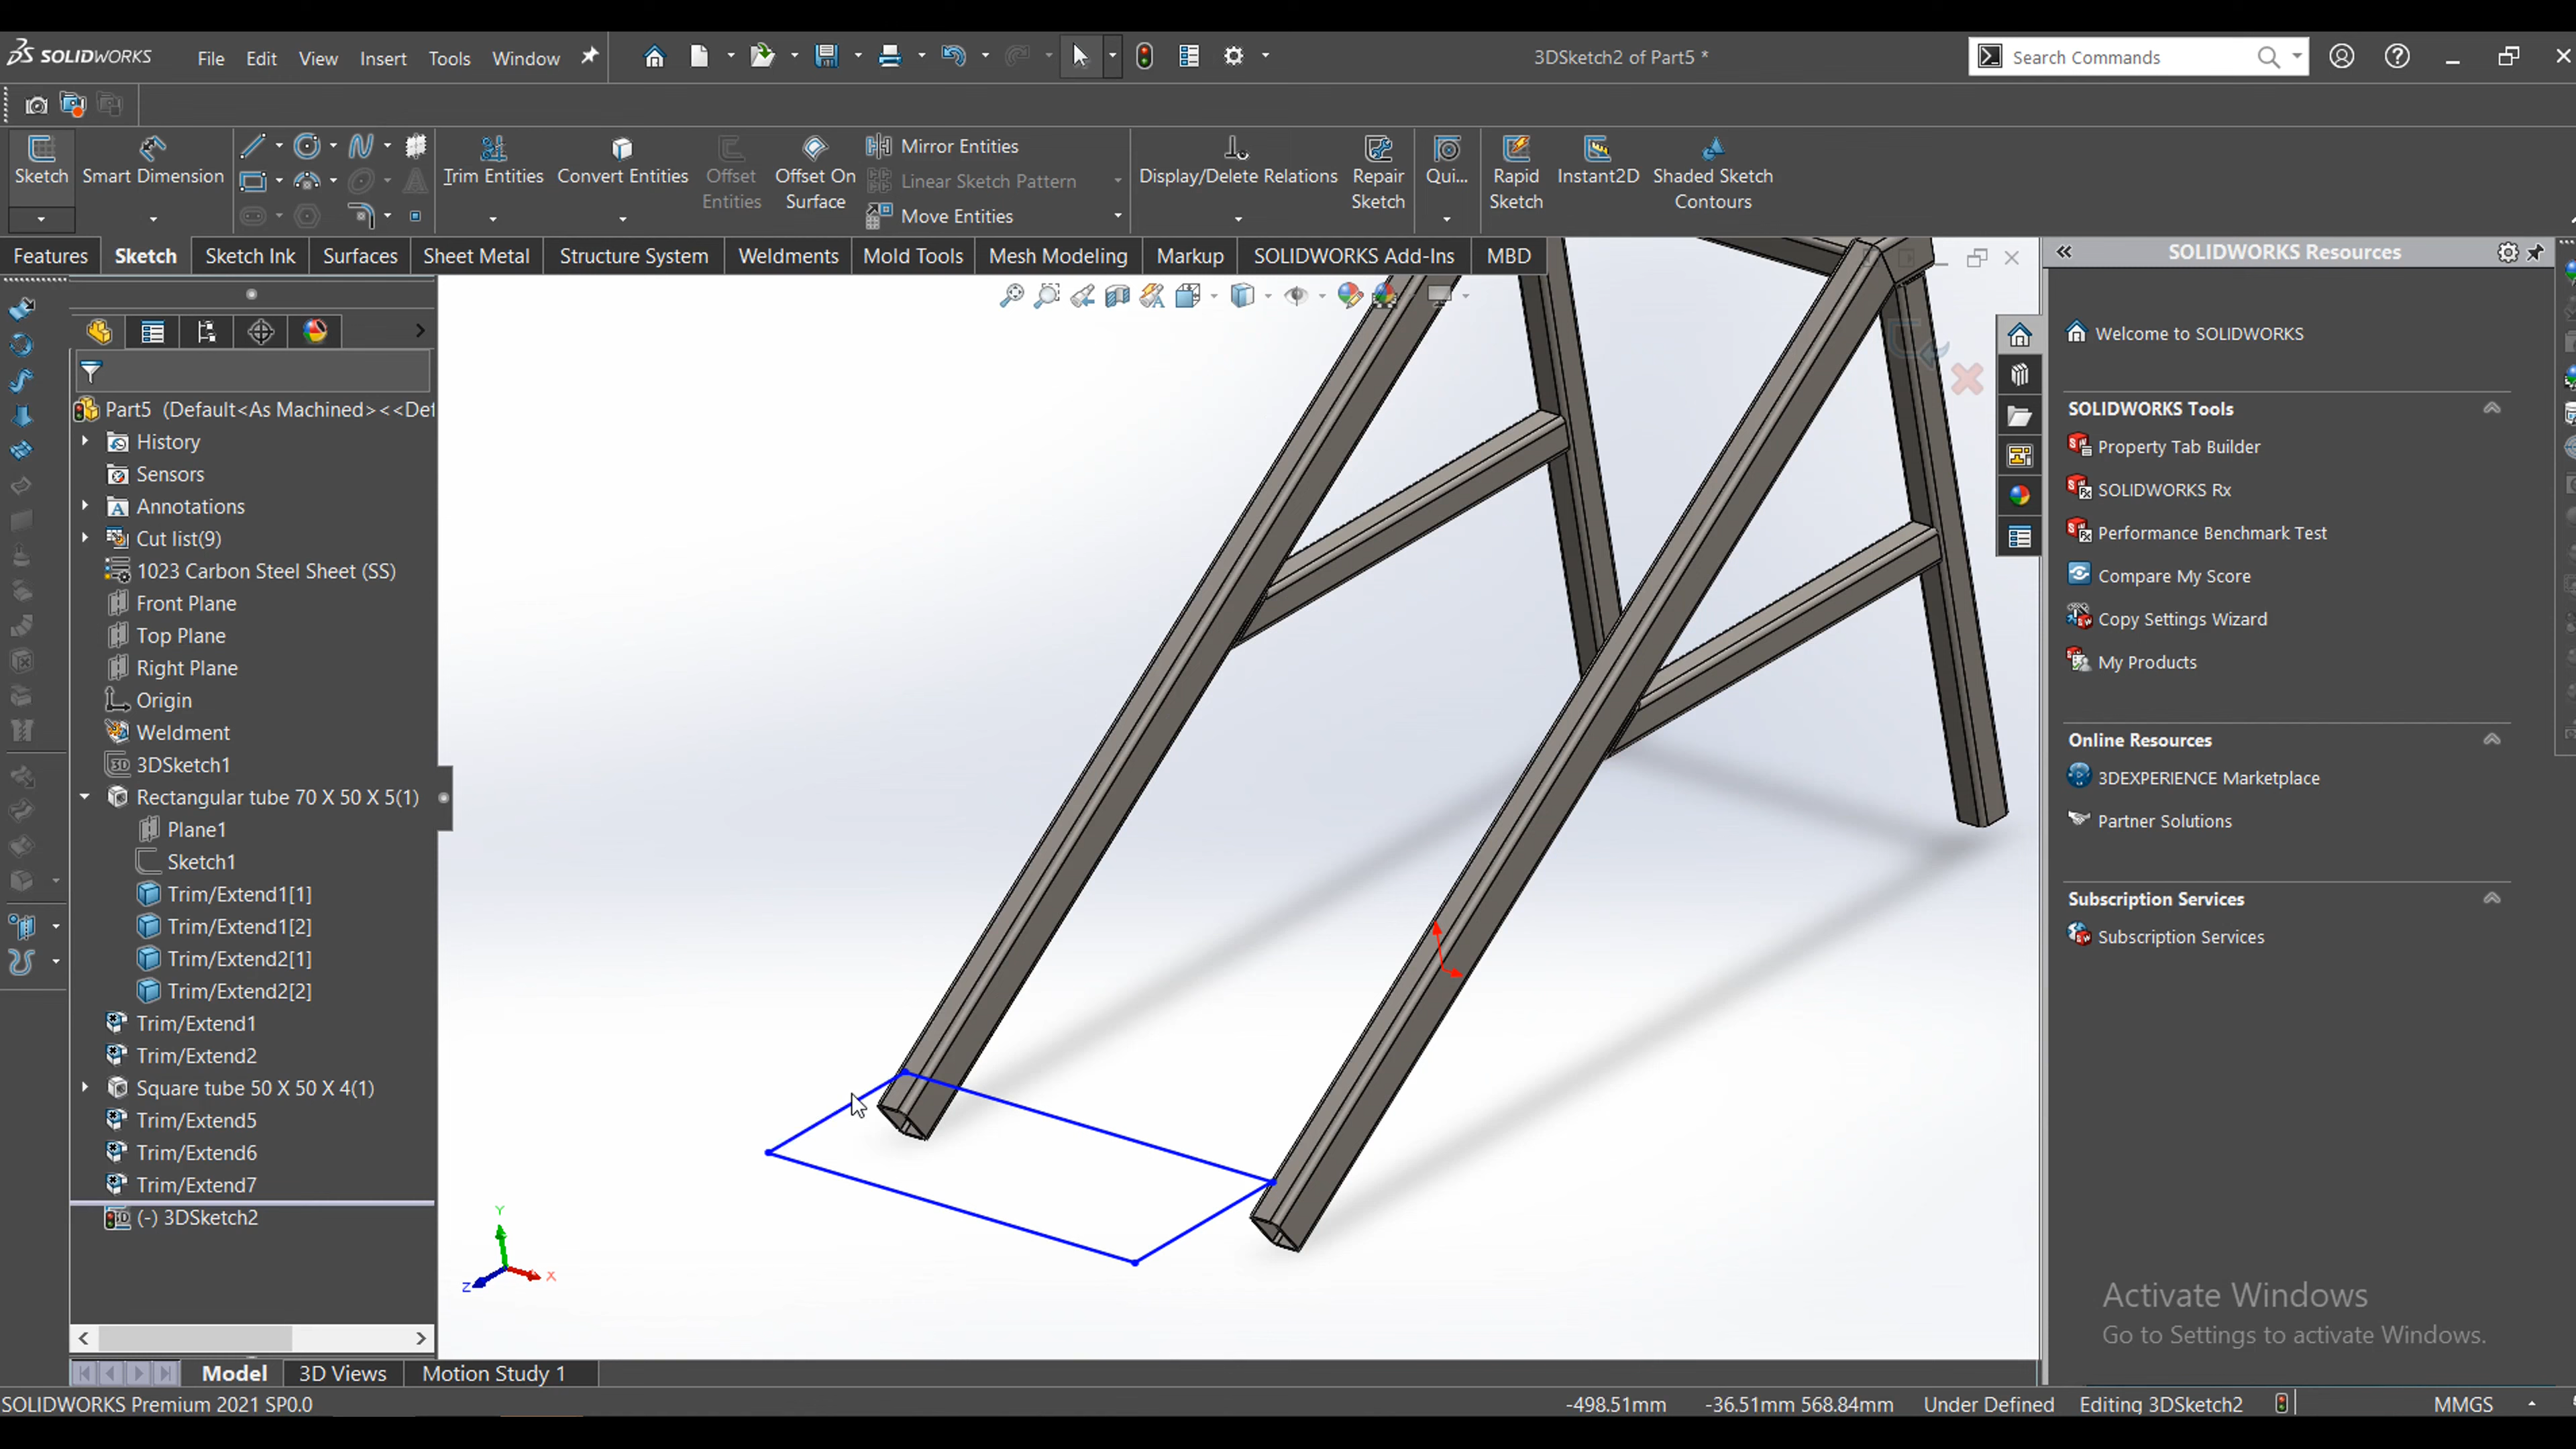 SOLIDWORKS File Edit View Insert Tools Window 3DSketch2 of Part5 * Search Commands
Sketch Smart Dimension Trim Entities Convert Entities Offset Entities Offset On Surface Mirror Entities Linear Sketch Pattern Move Entities Display/Delete Relations Repair Sketch Qui... Rapid Sketch Instant2D Shaded Sketch Contours
Features Sketch Sketch Ink Surfaces Sheet Metal Structure System Weldments Mold Tools Mesh Modeling Markup SOLIDWORKS Add-Ins MBD
SOLIDWORKS Resources
Part5 (Default<As Machined><<Def
History
Sensors
Annotations
Cut list(9)
1023 Carbon Steel Sheet (SS)
Front Plane
Top Plane
Right Plane
Origin
Weldment
3DSketch1
Rectangular tube 70 X 50 X 5(1)
Plane1
Sketch1
Trim/Extend1[1]
Trim/Extend1[2]
Trim/Extend2[1]
Trim/Extend2[2]
Trim/Extend1
Trim/Extend2
Square tube 50 X 50 X 4(1)
Trim/Extend5
Trim/Extend6
Trim/Extend7
(-) 3DSketch2
Y
Z
X
Welcome to SOLIDWORKS
SOLIDWORKS Tools
Property Tab Builder
SOLIDWORKS Rx
Performance Benchmark Test
Compare My Score
Copy Settings Wizard
My Products
Online Resources
3DEXPERIENCE Marketplace
Partner Solutions
Subscription Services
Subscription Services
Activate Windows
Go to Settings to activate Windows.
Model 3D Views Motion Study 1
SOLIDWORKS Premium 2021 SP0.0 -498.51mm -36.51mm 568.84mm Under Defined Editing 3DSketch2 MMGS